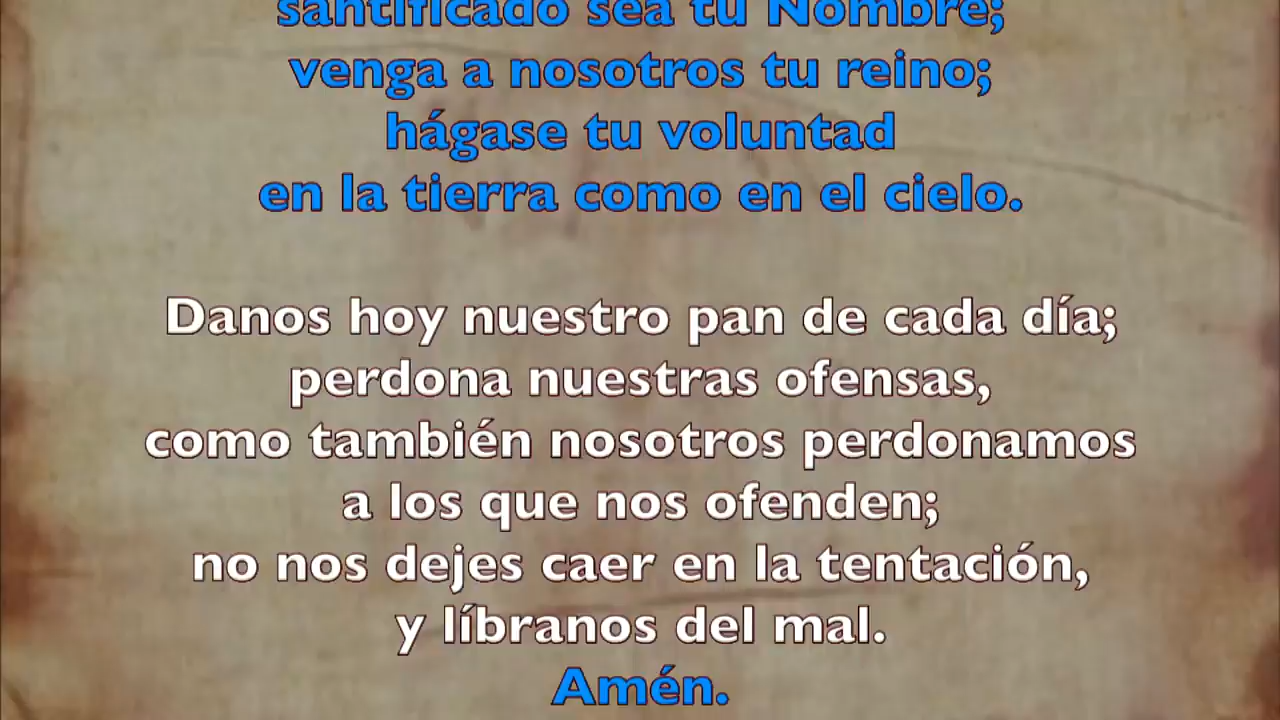 santificado sea tu Nombre;
venga a nosotros tu reino;
hágase tu voluntad
en la tierra como en el cielo.
Danos hoy nuestro pan de cada día;
perdona nuestras ofensas,
como también nosotros perdonamos
a los que nos ofenden;
no nos dejes caer en la tentación,
y líbranos del mal.
Amén.